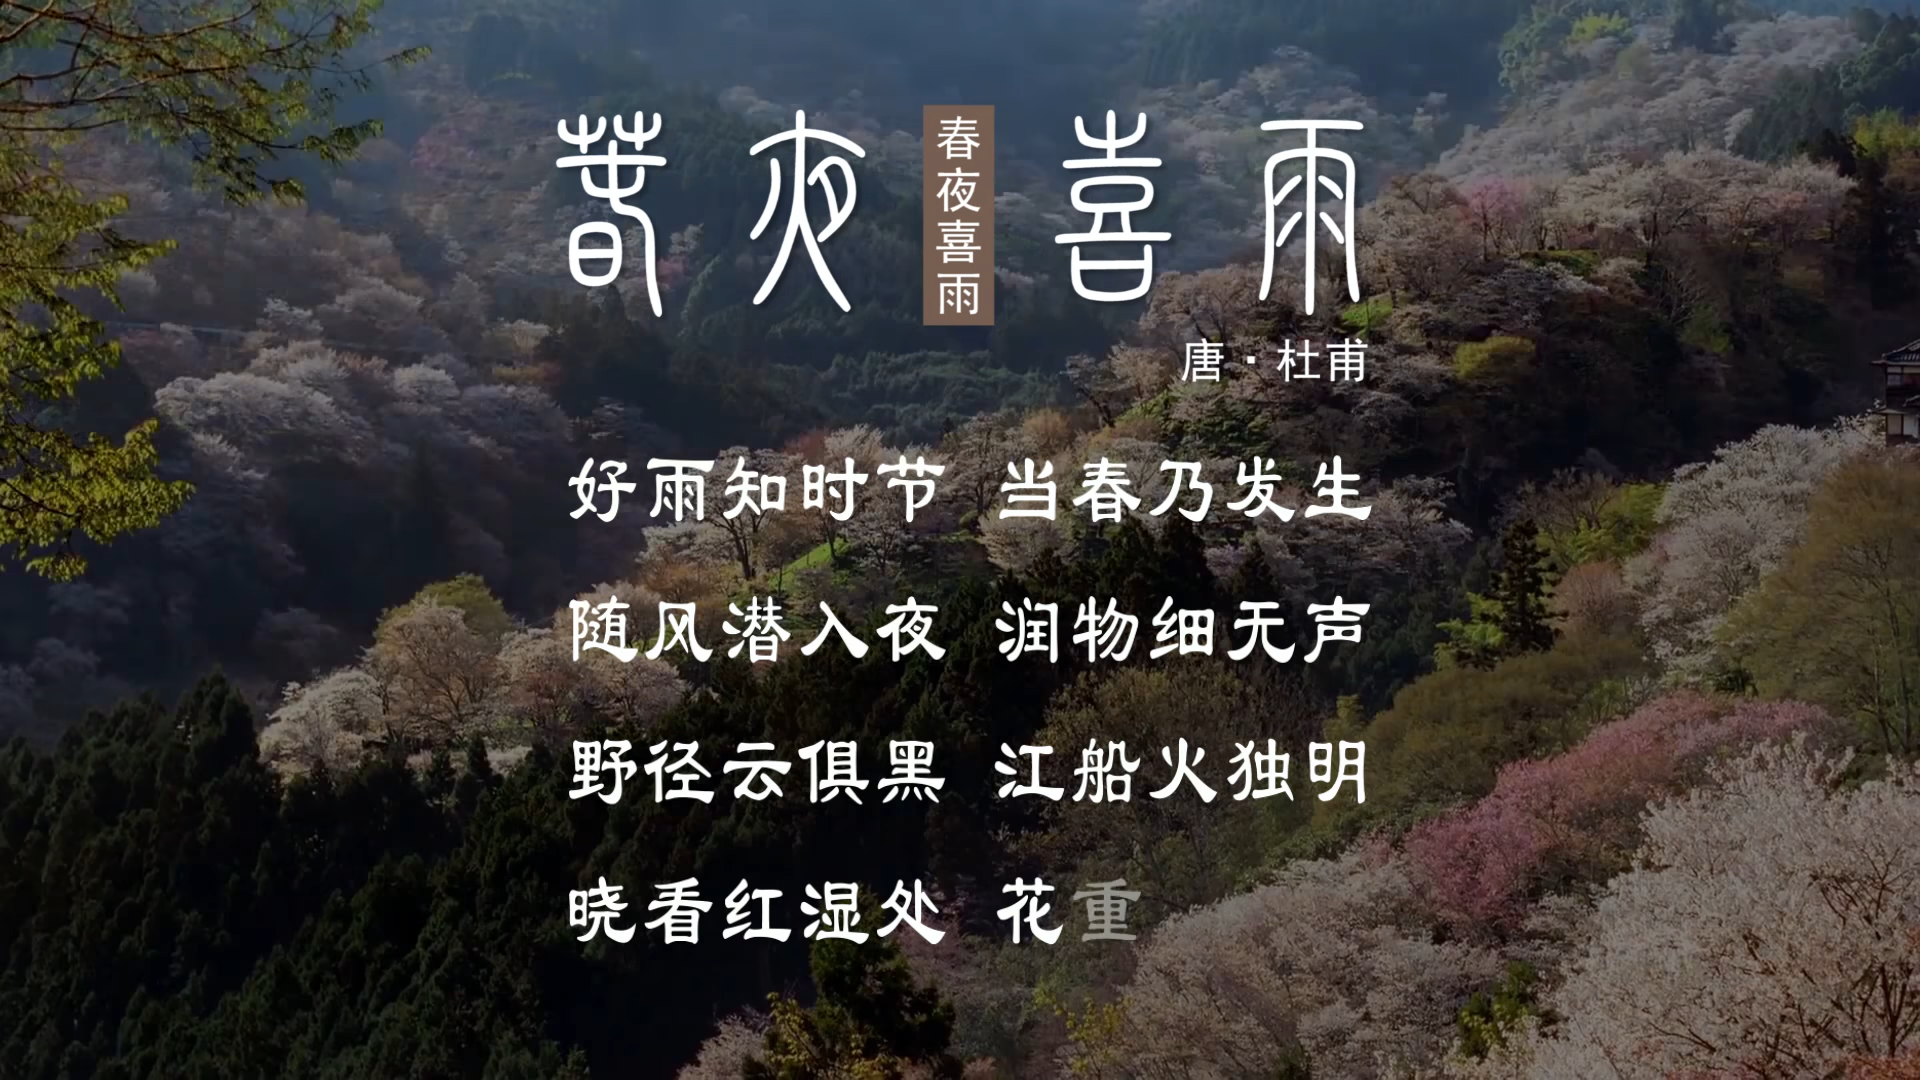 春夜喜雨
春夜喜雨
唐·杜甫
好雨知时节 当春乃发生
随风潜入夜 润物细无声
野径云俱黑 江船火独明
晓看红湿处 花重